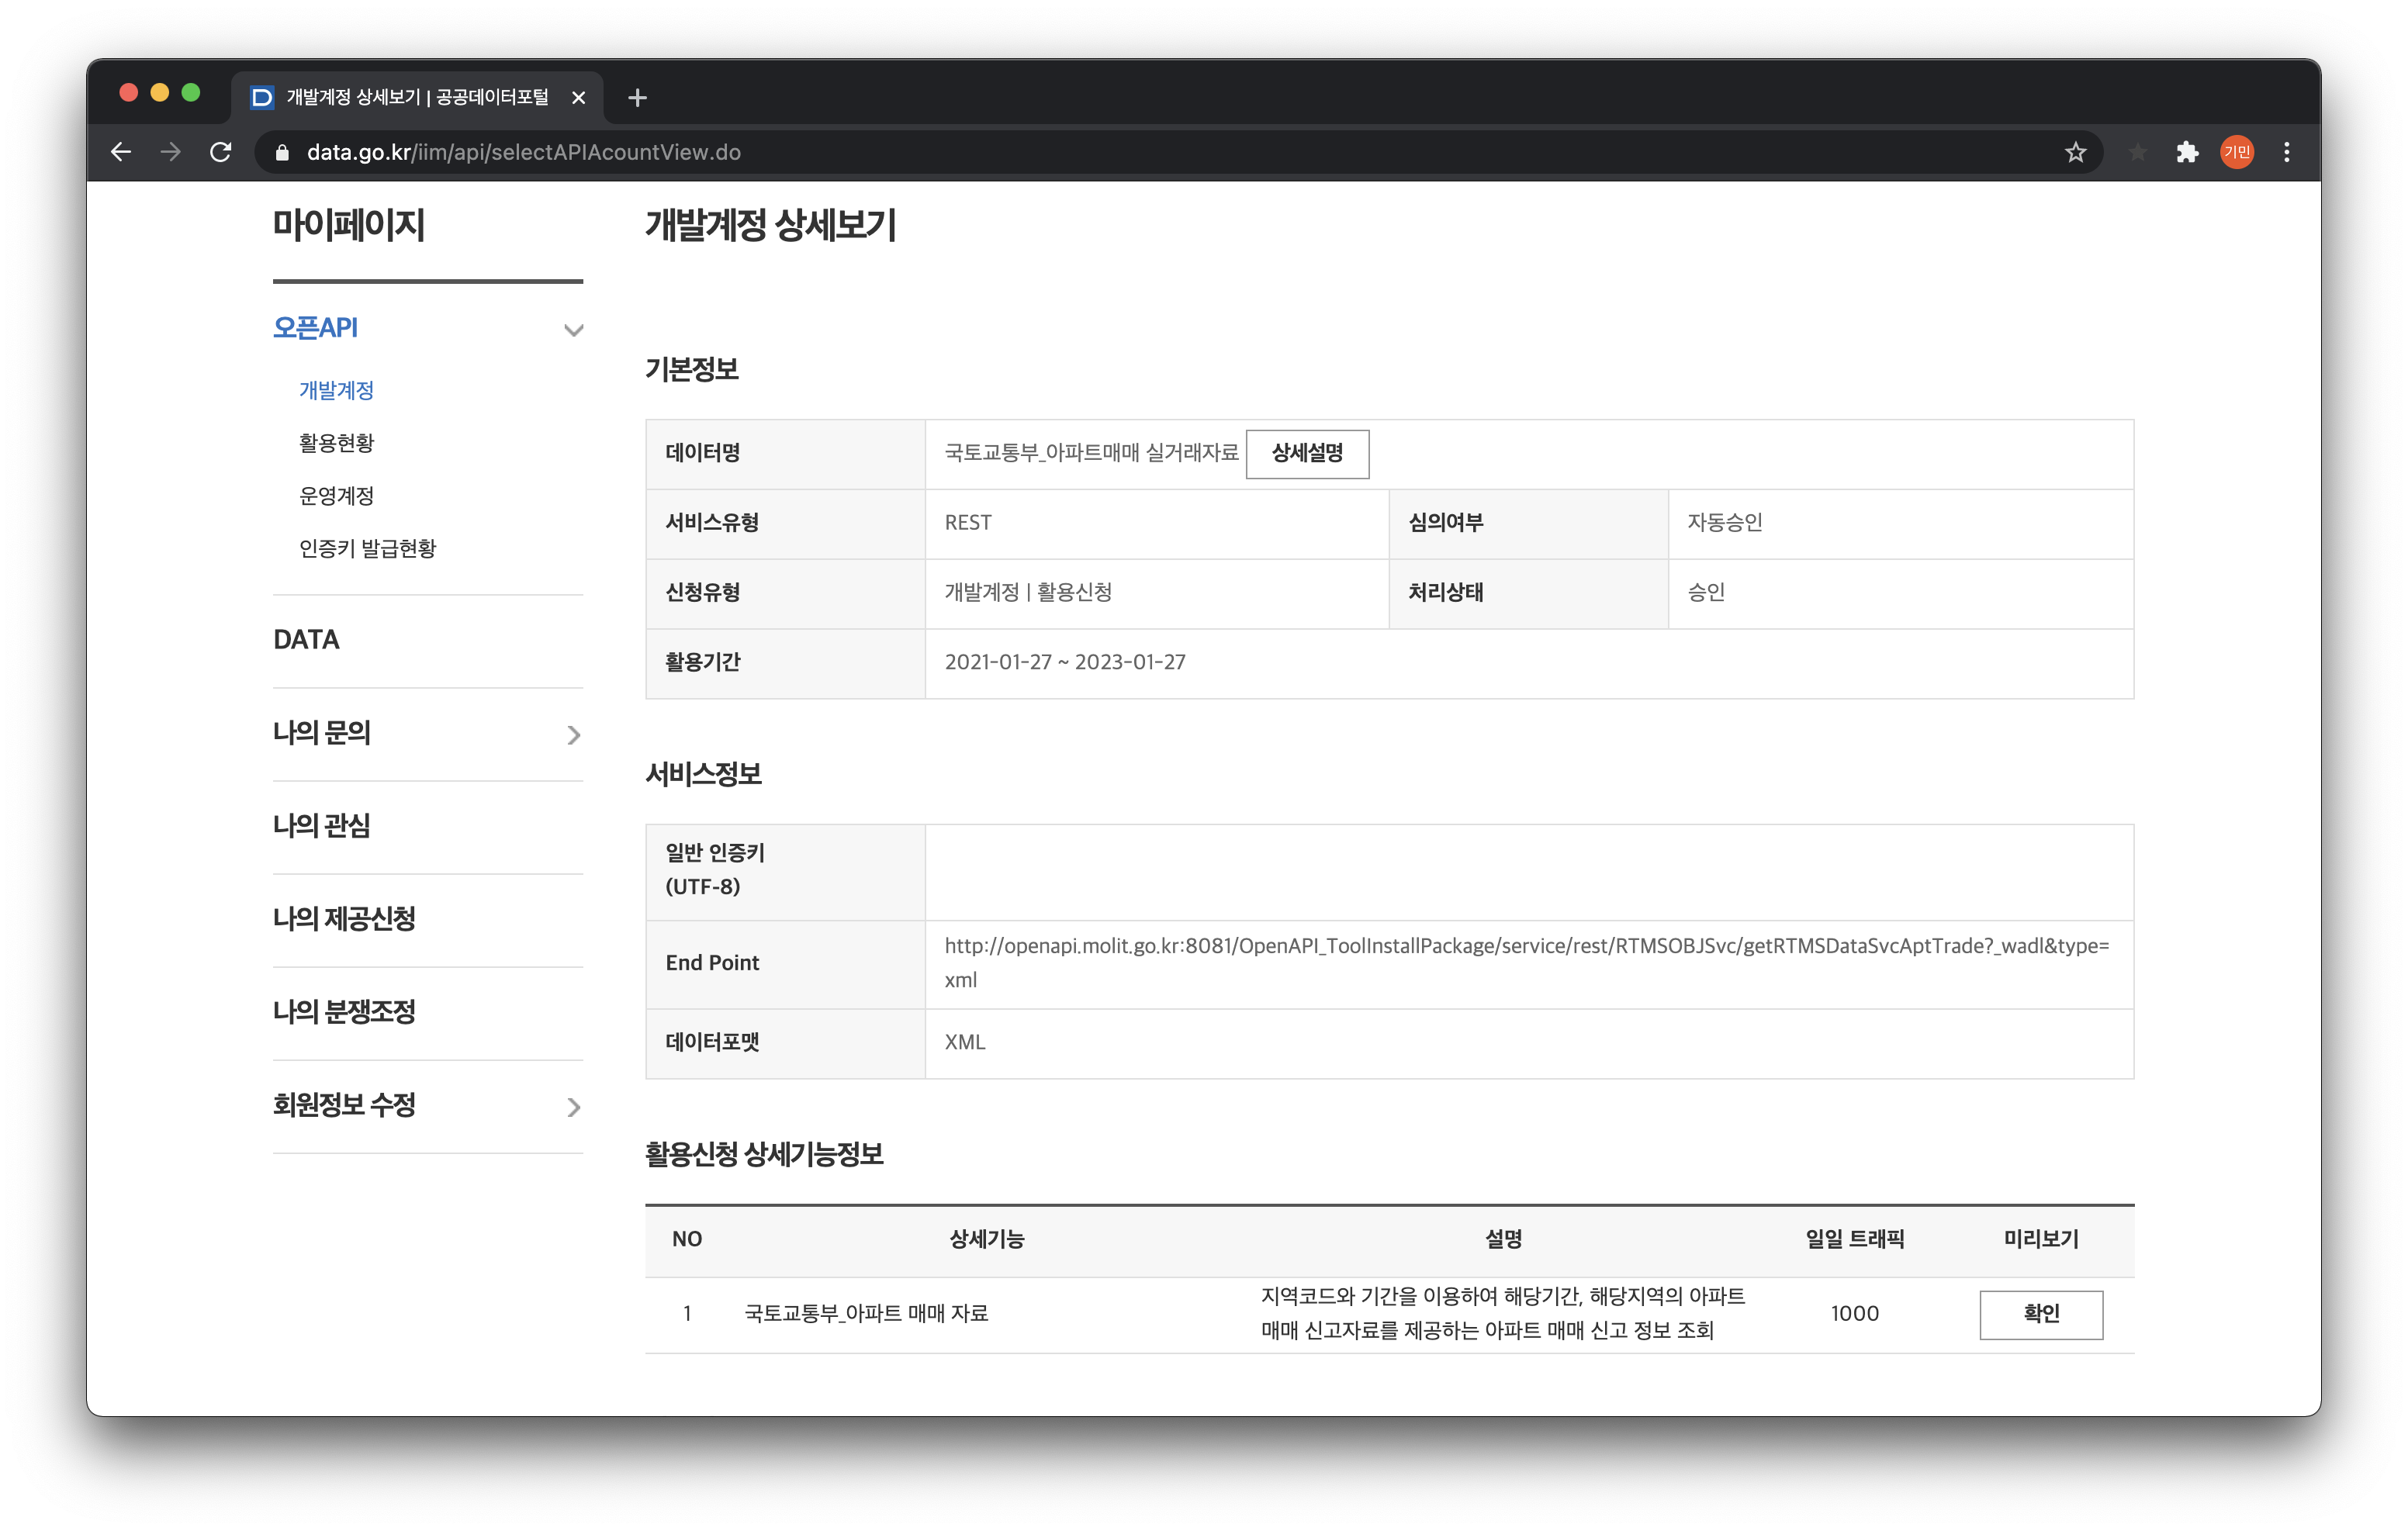 개발계정 상세보기 | 공공데이터포털
data.go.kr/iim/api/selectAPIAcountView.do
기민
마이페이지
오픈API
개발계정
활용현황
운영계정
인증키 발급현황
DATA
나의 문의
나의 관심
나의 제공신청
나의 분쟁조정
회원정보 수정
개발계정 상세보기
기본정보
데이터명 국토교통부_아파트매매 실거래자료 상세설명
서비스유형 REST 심의여부 자동승인
신청유형 개발계정 | 활용신청 처리상태 승인
활용기간 2021-01-27 ~ 2023-01-27
서비스정보
일반 인증키
(UTF-8)
End Point http://openapi.molit.go.kr:8081/OpenAPI_ToolInstallPackage/service/rest/RTMSOBJSvc/getRTMSDataSvcAptTrade?_wadl&type=
xml
데이터포맷 XML
활용신청 상세기능정보
NO 상세기능 설명 일일 트래픽 미리보기
1 국토교통부_아파트 매매 자료 지역코드와 기간을 이용하여 해당기간, 해당지역의 아파트
매매 신고자료를 제공하는 아파트 매매 신고 정보 조회 1000 확인